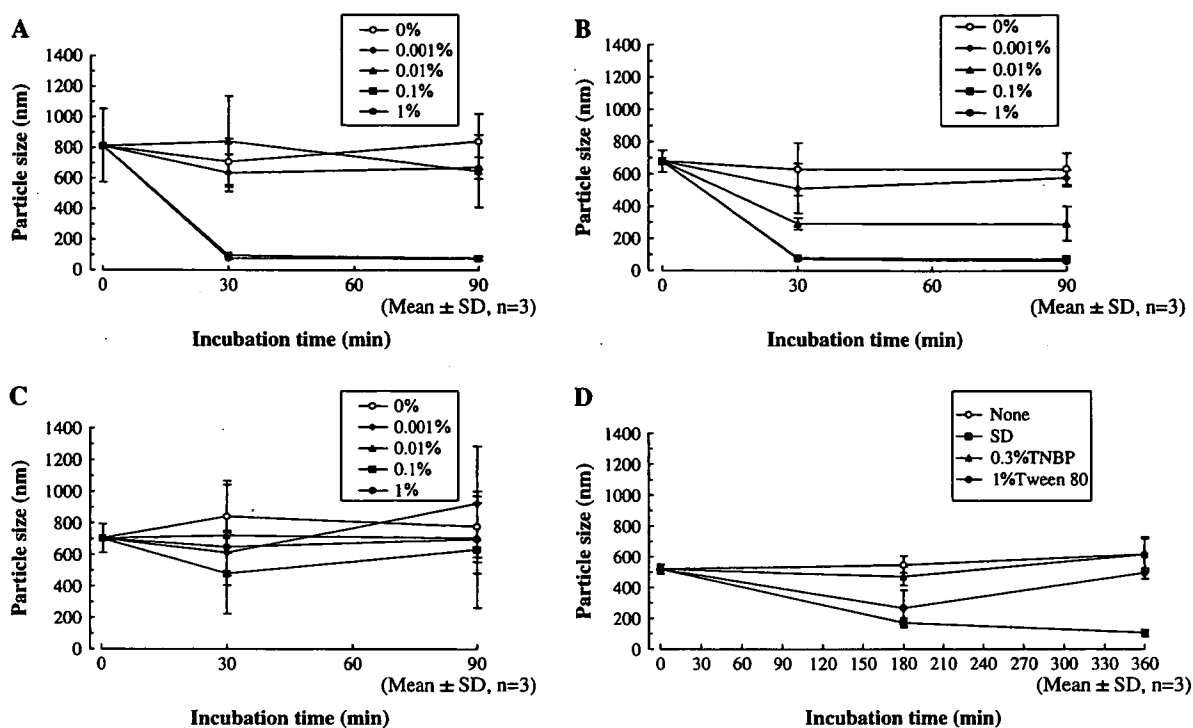 A
0%
0.001%
0.01%
0.1%
1%
Particle size (nm)
1400
1200
1000
800
600
400
200
0
0
30
60
90
(Mean ± SD, n=3)
Incubation time (min)
B
0%
0.001%
0.01%
0.1%
1%
Particle size (nm)
1400
1200
1000
800
600
400
200
0
0
30
60
90
(Mean ± SD, n=3)
Incubation time (min)
C
0%
0.001%
0.01%
0.1%
1%
Particle size (nm)
1400
1200
1000
800
600
400
200
0
0
30
60
90
(Mean ± SD, n=3)
Incubation time (min)
D
None
SD
0.3%TNBP
1%Tween 80
Particle size (nm)
1400
1200
1000
800
600
400
200
0
0 30 60 90 120 150 180 210 240 270 300 330 360
(Mean ± SD, n=3)
Incubation time (min)